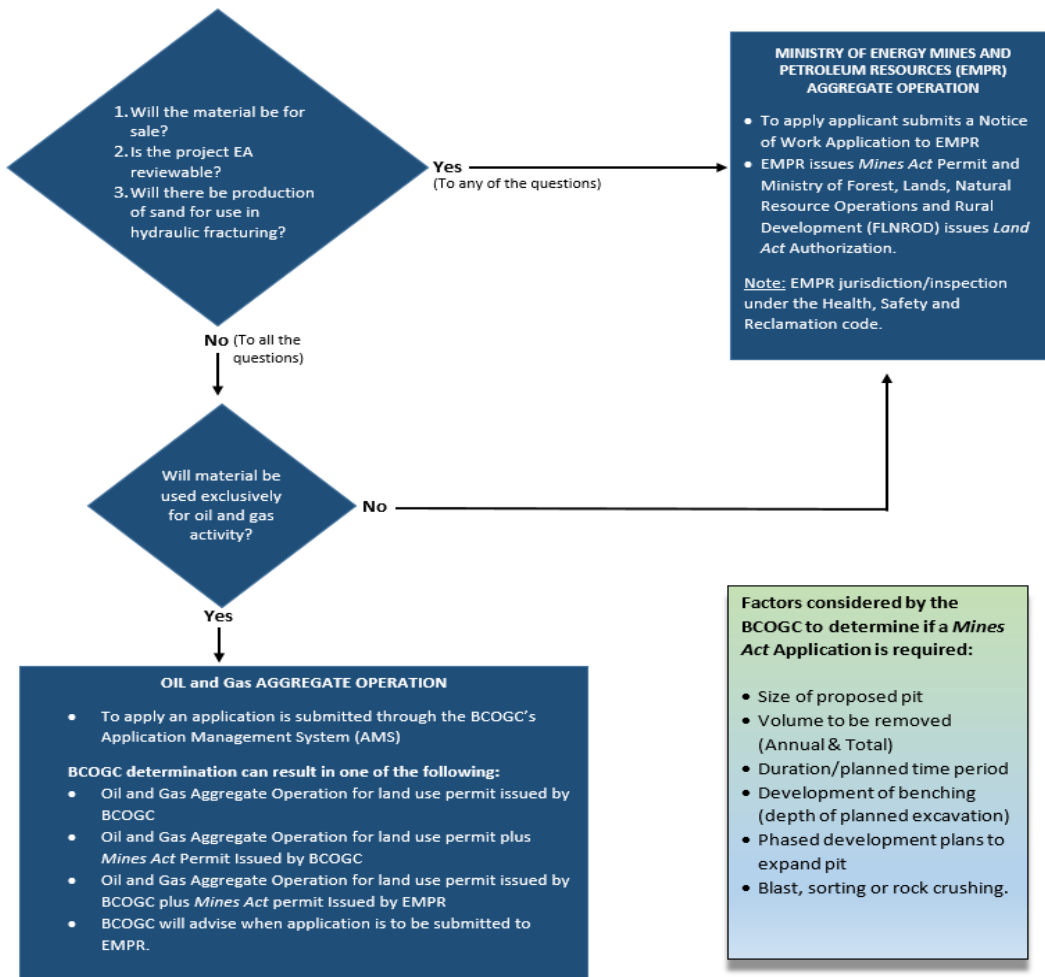 1. Will the material be for
sale?
2. Is the project EA
reviewable?
3. Will there be production
of sand for use in
hydraulic fracturing?
Yes
(To any of the questions)
MINISTRY OF ENERGY MINES AND
PETROLEUM RESOURCES (EMPR)
AGGREGATE OPERATION
• To apply applicant submits a Notice
of Work Application to EMPR
• EMPR issues Mines Act Permit and
Ministry of Forest, Lands, Natural
Resource Operations and Rural
Development (FLNROD) issues Land
Act Authorization.
Note: EMPR jurisdiction/inspection
under the Health, Safety and
Reclamation code.
No (To all the
questions)
Will material be
used exclusively
for oil and gas
activity?
No
Yes
OIL and Gas AGGREGATE OPERATION
• To apply an application is submitted through the BCOGC's
Application Management System (AMS)
BCOGC determination can result in one of the following:
• Oil and Gas Aggregate Operation for land use permit issued by
BCOGC
• Oil and Gas Aggregate Operation for land use permit plus
Mines Act Permit Issued by BCOGC
• Oil and Gas Aggregate Operation for land use permit issued by
BCOGC plus Mines Act permit Issued by EMPR
• BCOGC will advise when application is to be submitted to
EMPR.
Factors considered by the
BCOGC to determine if a Mines
Act Application is required:
• Size of proposed pit
• Volume to be removed
(Annual & Total)
• Duration/planned time period
• Development of benching
(depth of planned excavation)
• Phased development plans to
expand pit
• Blast, sorting or rock crushing.